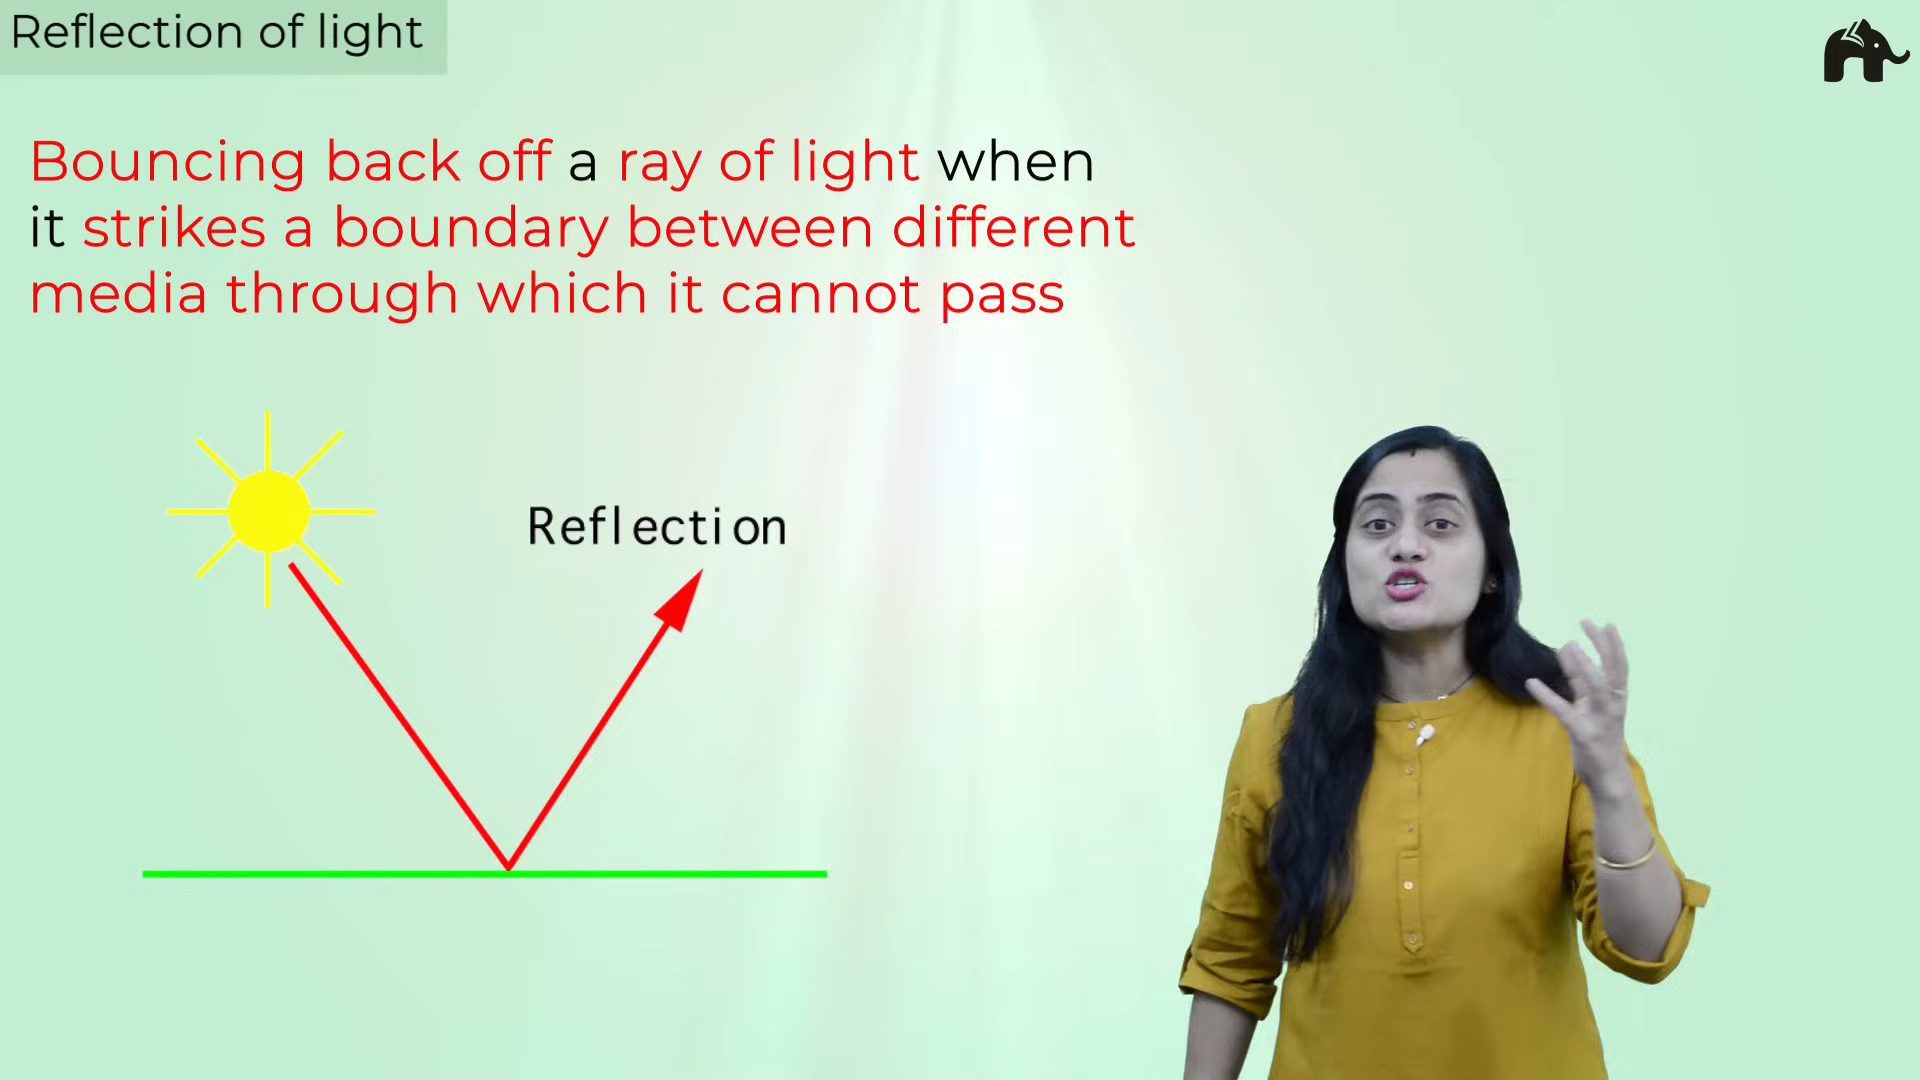 Reflection of light
Bouncing back off a ray of light when
it strikes a boundary between different
media through which it cannot pass
Reflection